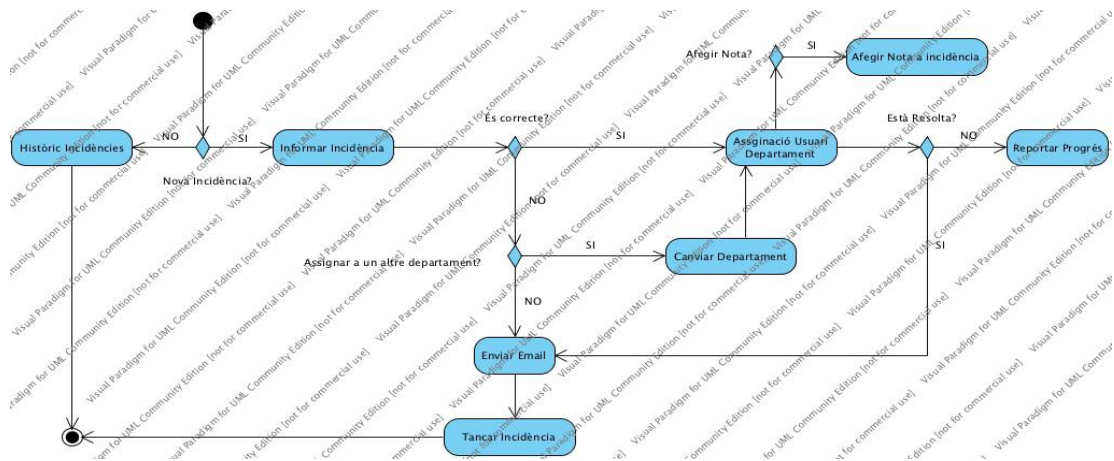 Afegir Nota?
SI
Afegir Nota a incidència
És correcte?
Està Resolta?
NO
SI
SI
NO
Històric Incidències
Informar Incidència
Assginació Usuari
Departament
Reportar Progrés
Nova Incidència?
NO
SI
SI
Assignar a un altre departament?
Canviar Departament
NO
Enviar Email
Tancar Incidència
Visual Paradigm for UML Community Edition [not for commercial use]